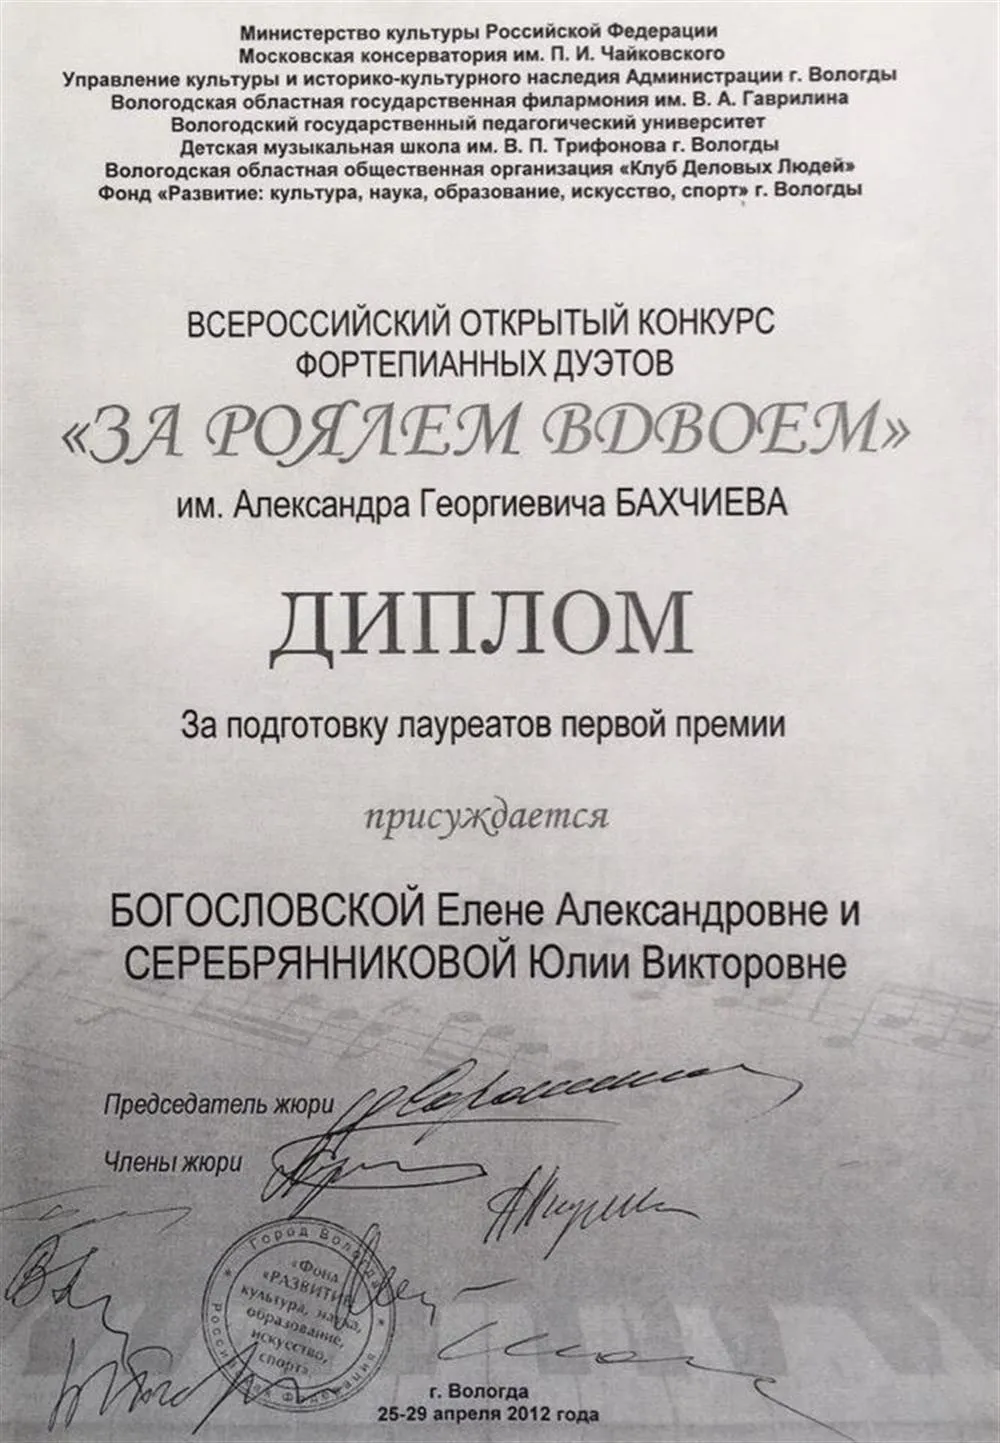 Министерство культуры Российской Федерации
Московская консерватория им. П. И. Чайковского
Управление культуры и историко-культурного наследия Администрации г. Вологды
Вологодская областная государственная филармония им. В. А. Гаврилина
Вологодский государственный педагогический университет
Детская музыкальная школа им. В. П. Трифонова г. Вологды
Вологодская областная общественная организация «Клуб Деловых Людей»
Фонд «Развитие: культура, наука, образование, искусство, спорт» г. Вологды
ВСЕРОССИЙСКИЙ ОТКРЫТЫЙ КОНКУРС
ФОРТЕПИАННЫХ ДУЭТОВ
«ЗА РОЯЛЕМ ВДВОЕМ»
им. Александра Георгиевича БАХЧИЕВА
ДИПЛОМ
За подготовку лауреатов первой премии
присуждается
БОГОСЛОВСКОЙ Елене Александровне и
СЕРЕБРЯННИКОВОЙ Юлии Викторовне
Председатель жюри
Члены жюри
Город Вологда
«Фонд
«РАЗВИТИЕ
культура, наука,
образование,
искусство,
спорт»
г. Вологда
25-29 апреля 2012 года